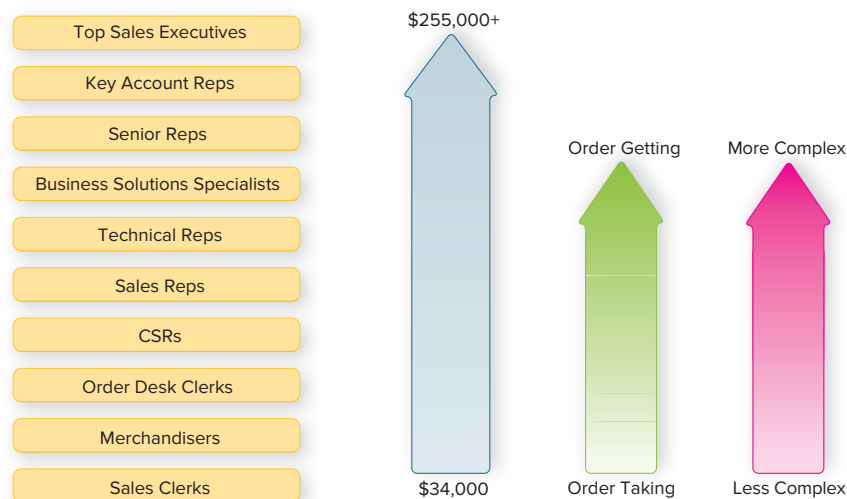 Top Sales Executives
Key Account Reps
Senior Reps
Business Solutions Specialists
Technical Reps
Sales Reps
CSRs
Order Desk Clerks
Merchandisers
Sales Clerks
$255,000+
$34,000
Order Getting
Order Taking
More Complex
Less Complex